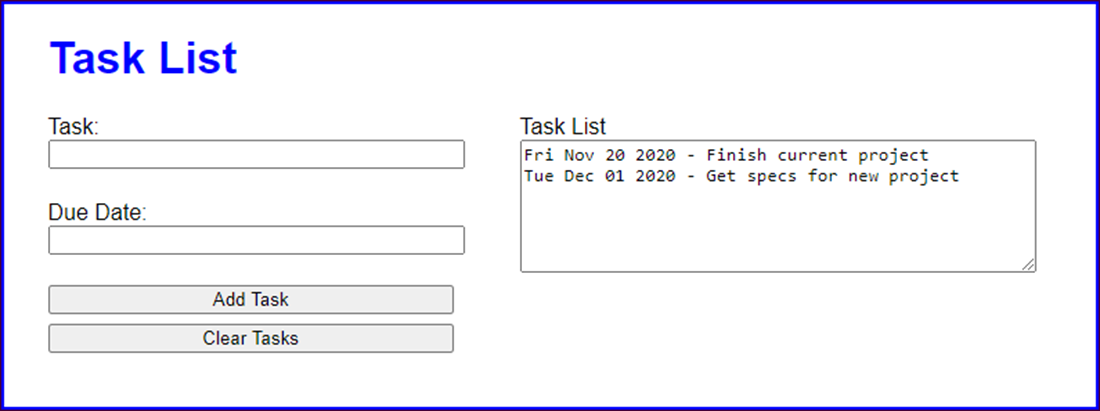 Task List
Task:
Due Date:
Add Task
Clear Tasks
Task List
Fri Nov 20 2020 - Finish current project
Tue Dec 01 2020 - Get specs for new project